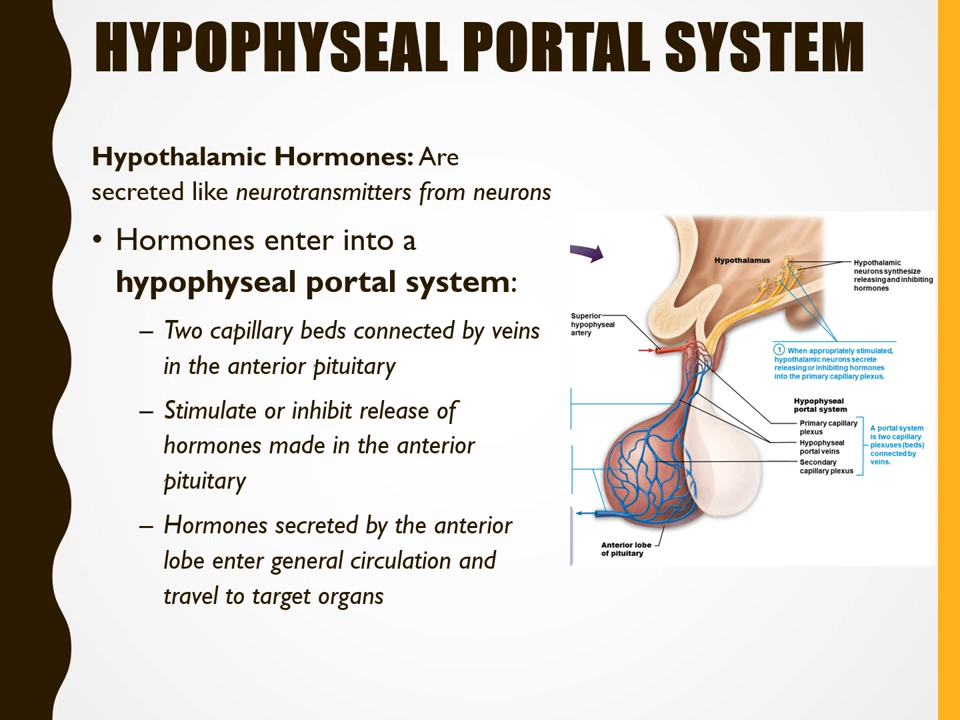 HYPOPHYSEAL PORTAL SYSTEM
Hypothalamic Hormones: Are
secreted like neurotransmitters from neurons
• Hormones enter into a
hypophyseal portal system:
– Two capillary beds connected by veins
in the anterior pituitary
– Stimulate or inhibit release of
hormones made in the anterior
pituitary
– Hormones secreted by the anterior
lobe enter general circulation and
travel to target organs
Hypothalamus
Hypothalamic
neurons synthesize
releasing and inhibiting
hormones
Superior
hypophyseal
artery
1 When appropriately stimulated,
hypothalamic neurons secrete
releasing or inhibiting hormones
into the primary capillary plexus.
Hypophyseal
portal system
Primary capillary
plexus
Hypophyseal
portal veins
Secondary
capillary plexus
A portal system
is two capillary
plexuses (beds)
connected by
veins.
Anterior lobe
of pituitary